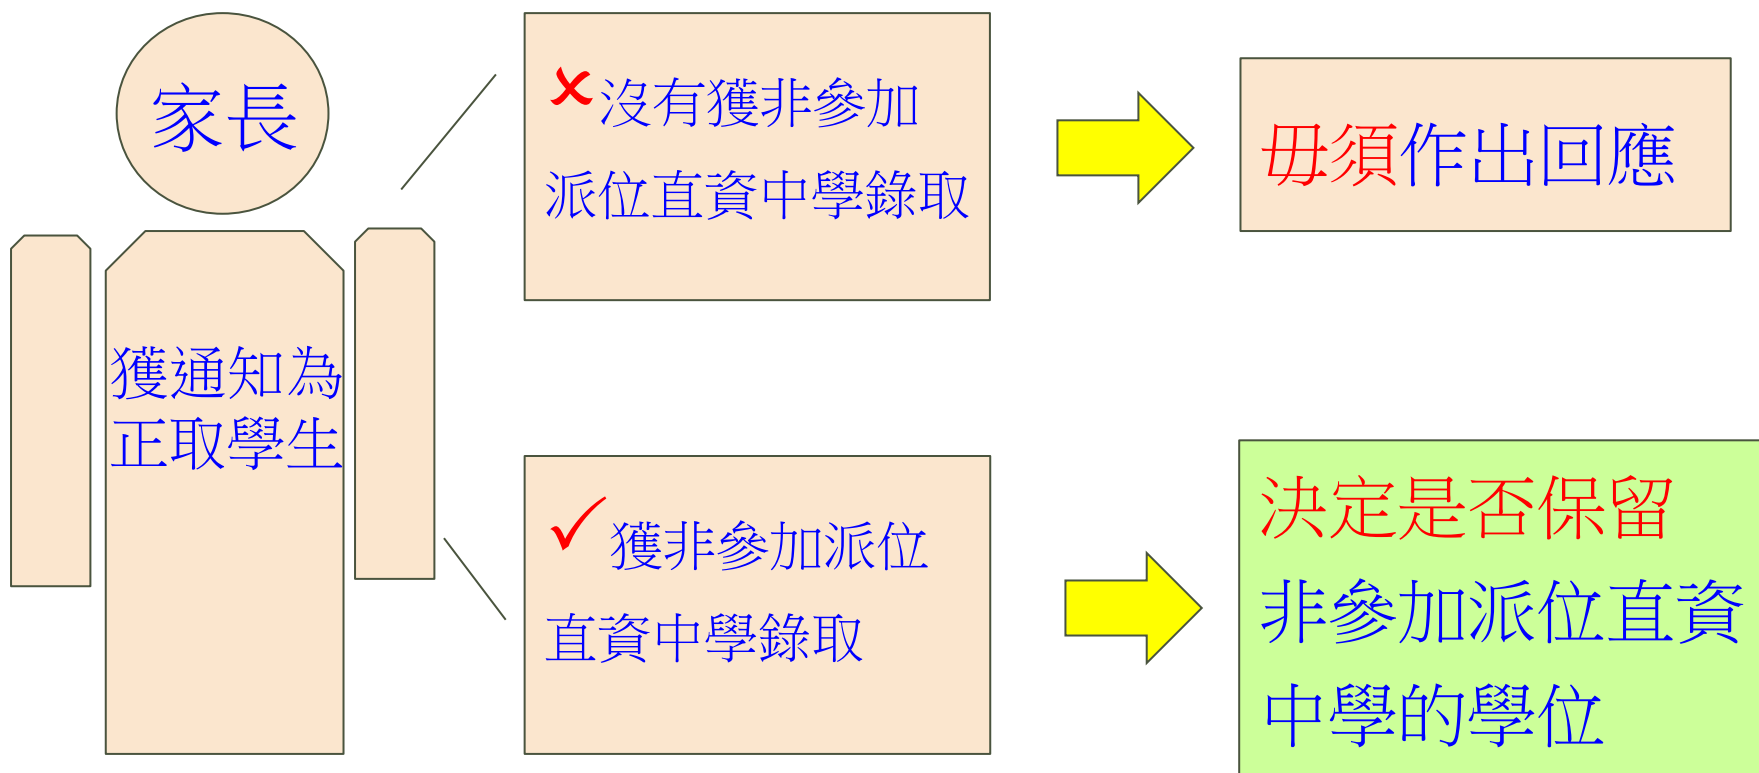 家長
獲通知為
正取學生
✘沒有獲非參加
派位直資中學錄取
毋須作出回應
✓獲非參加派位
直資中學錄取
決定是否保留
非參加派位直資
中學的學位